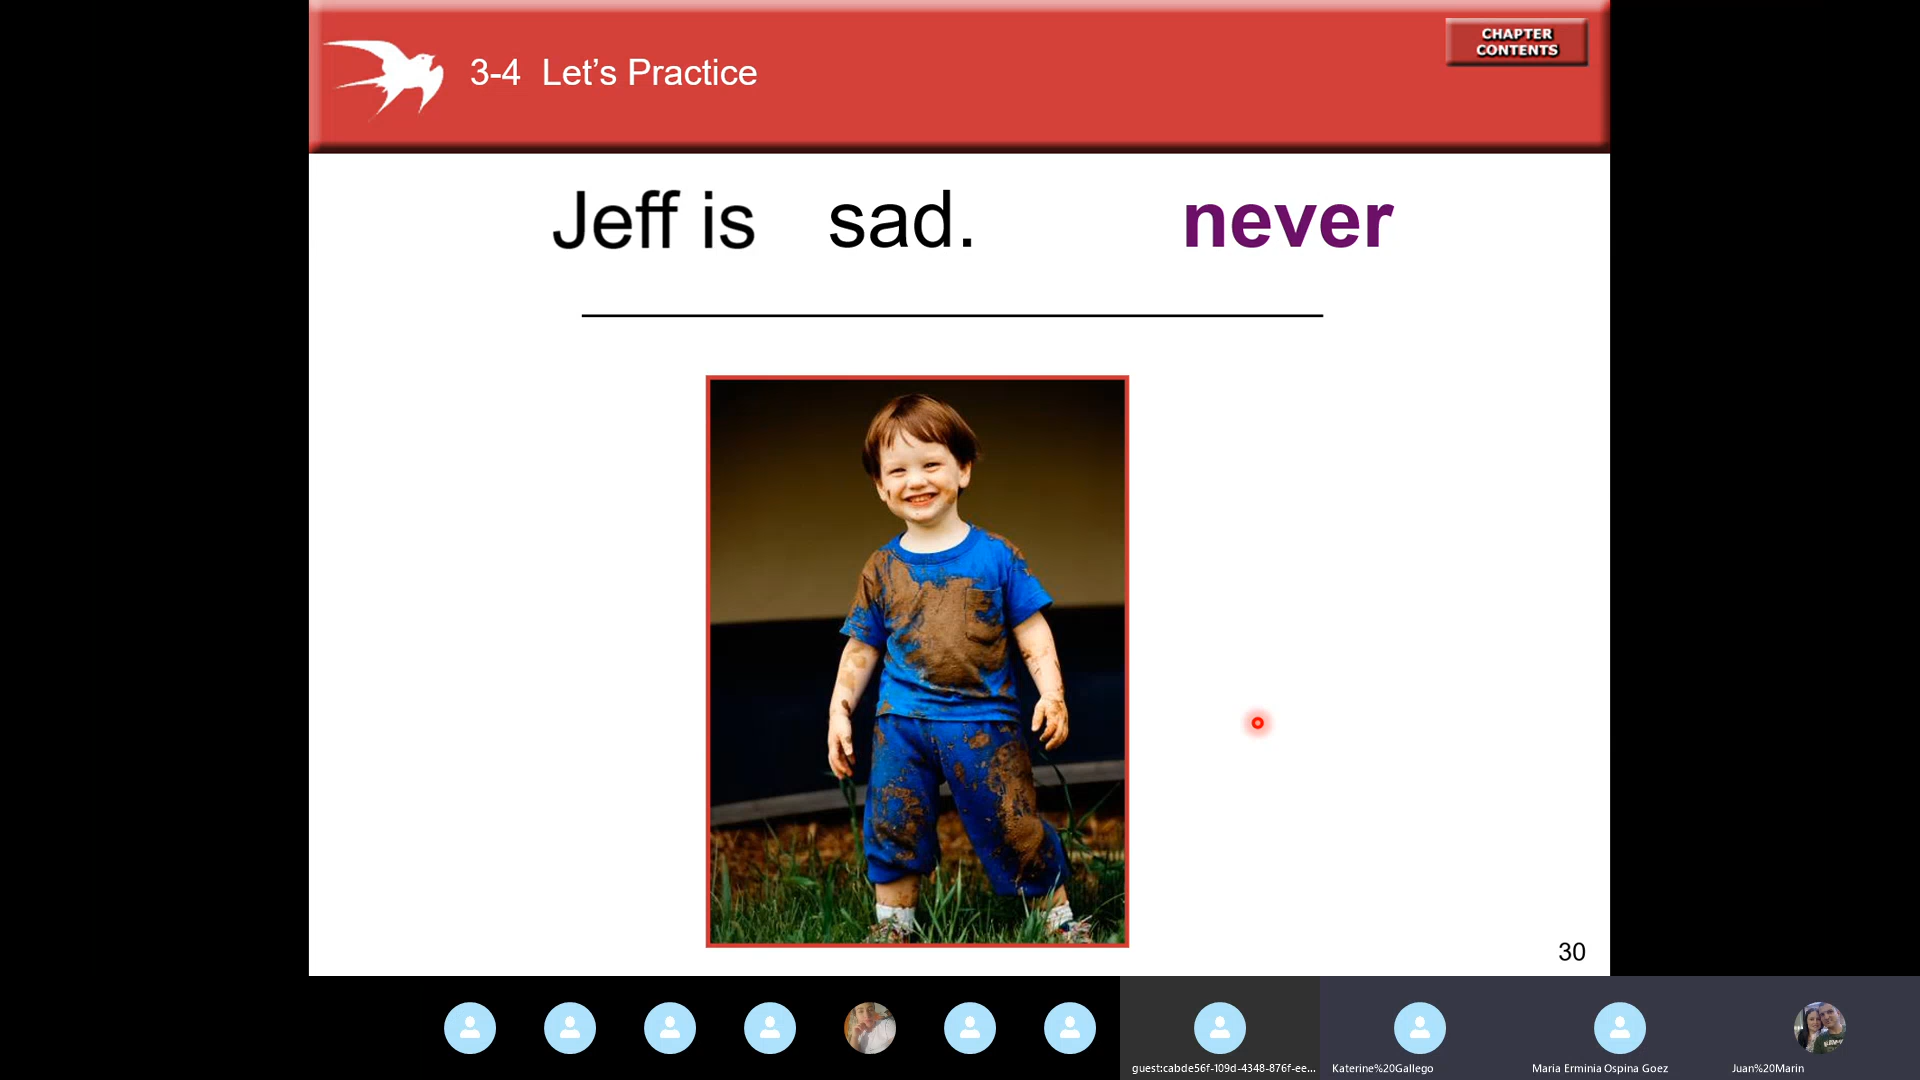 CHAPTER
CONTENTS
3-4 Let’s Practice
Jeff is sad. never
30
guest:cabde56f-109d-4348-876f-ee...
Katerine%20Gallego
Maria Erminia Ospina Goez
Juan%20Marin